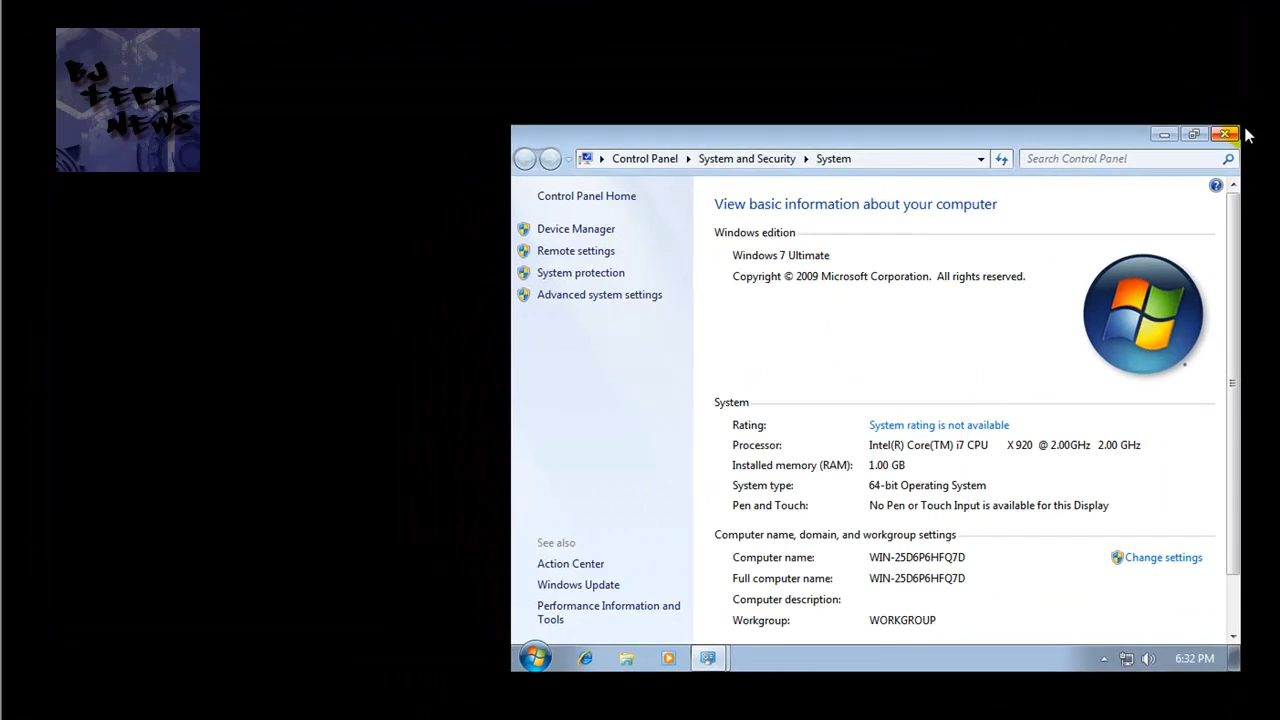 BJ
TECH
NEWS
Control Panel System and Security System Search Control Panel
Control Panel Home
Device Manager
Remote settings
System protection
Advanced system settings
See also
Action Center
Windows Update
Performance Information and
Tools
View basic information about your computer
Windows edition
Windows 7 Ultimate
Copyright © 2009 Microsoft Corporation. All rights reserved.
System
Rating: System rating is not available
Processor: Intel(R) Core(TM) i7 CPU X 920 @ 2.00GHz 2.00 GHz
Installed memory (RAM): 1.00 GB
System type: 64-bit Operating System
Pen and Touch: No Pen or Touch Input is available for this Display
Computer name, domain, and workgroup settings
Computer name: WIN-25D6P6HFQ7D Change settings
Full computer name: WIN-25D6P6HFQ7D
Computer description:
Workgroup: WORKGROUP
6:32 PM